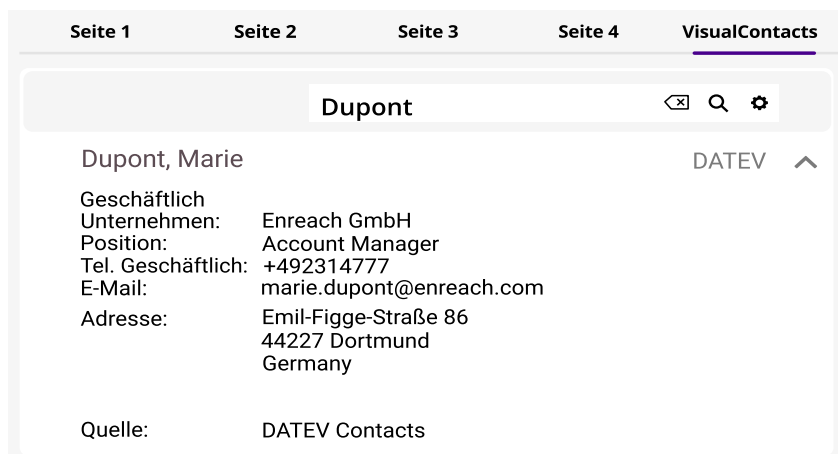 Seite 1 Seite 2 Seite 3 Seite 4 VisualContacts
Dupont
Dupont, Marie DATEV
Geschäftlich
Unternehmen: Enreach GmbH
Position: Account Manager
Tel. Geschäftlich: +492314777
E-Mail: marie.dupont@enreach.com
Adresse: Emil-Figge-Straße 86
44227 Dortmund
Germany
Quelle: DATEV Contacts